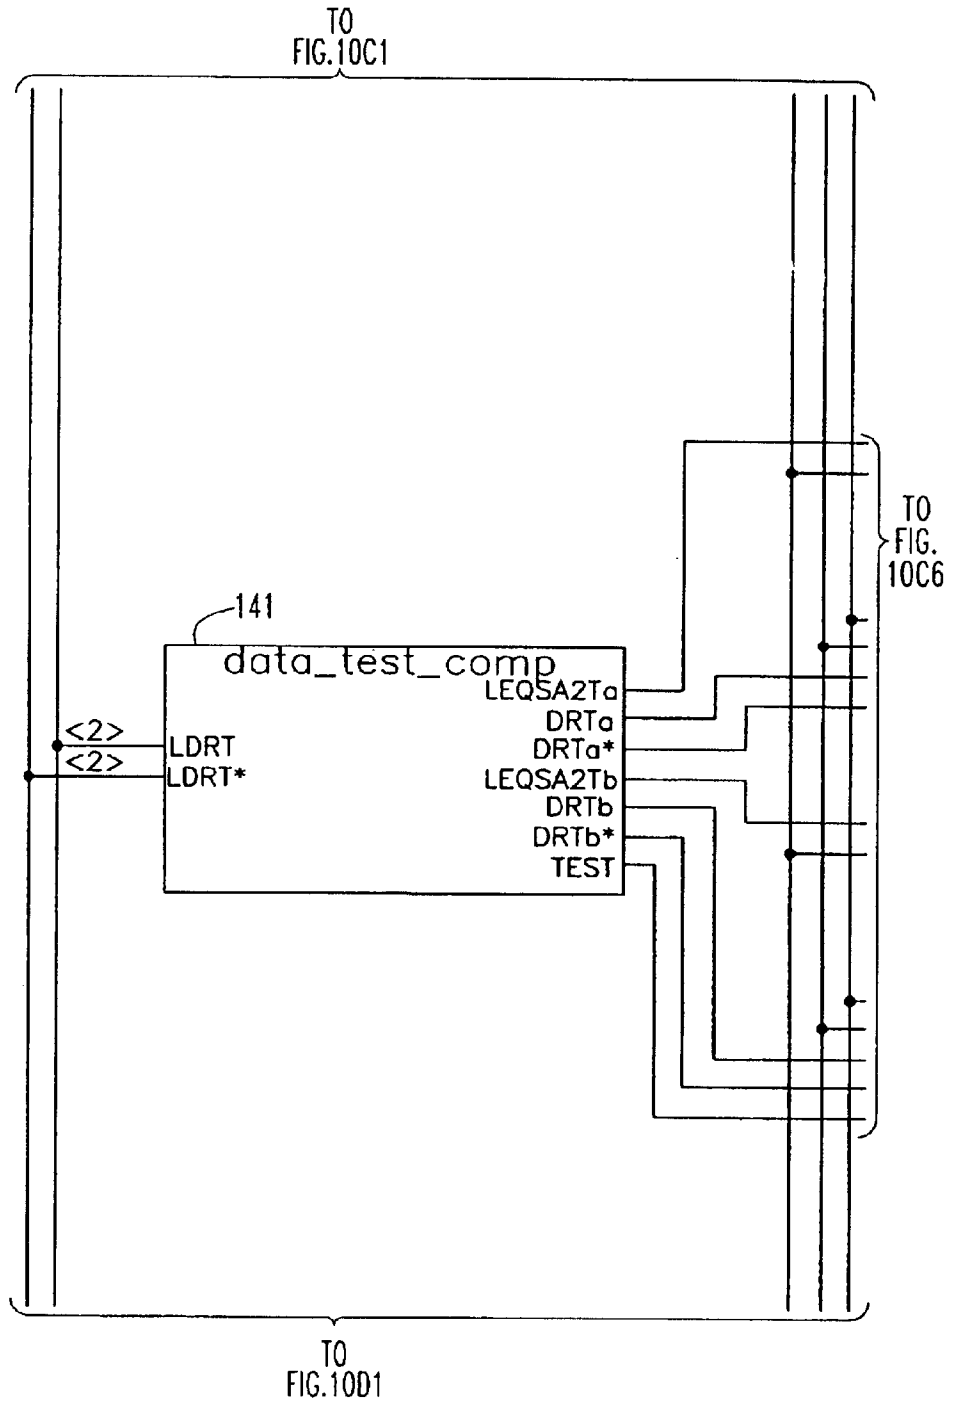 TO
FIG.10C1
TO
FIG.
10C6
141
data_test_comp
LEQSA2Ta
DRTa
<2>
LDRT
DRTa*
<2>
LDRT*
LEQSA2Tb
DRTb
DRTb*
TEST
TO
FIG.10D1